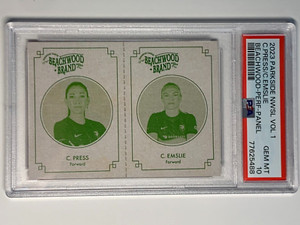 BEACHWOOD
BRAND
C. PRESS
Forward
BEACHWOOD
BRAND
C. EMSLIE
Forward
2023 PARKSIDE NWSL VOL 1
C.PRESS/C.EMSLIE
BEACHWOOD-PERF-PANEL
GEM MT
10
PSA
77625488